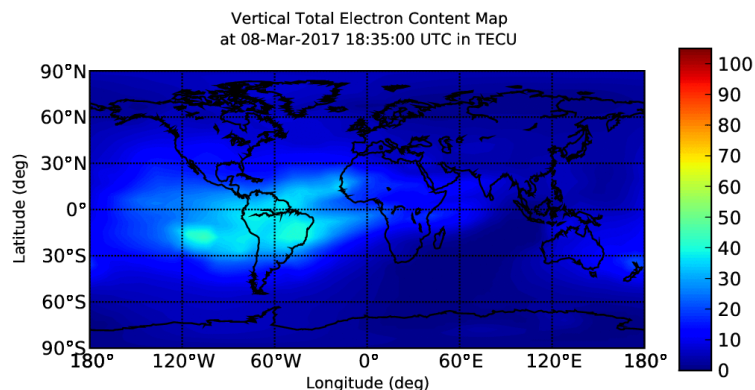 Vertical Total Electron Content Map
at 08-Mar-2017 18:35:00 UTC in TECU
90°N
60°N
30°N
0°
30°S
60°S
90°S
Latitude (deg)
180°
120°W
60°W
0°
60°E
120°E
180°
Longitude (deg)
100
90
80
70
60
50
40
30
20
10
0